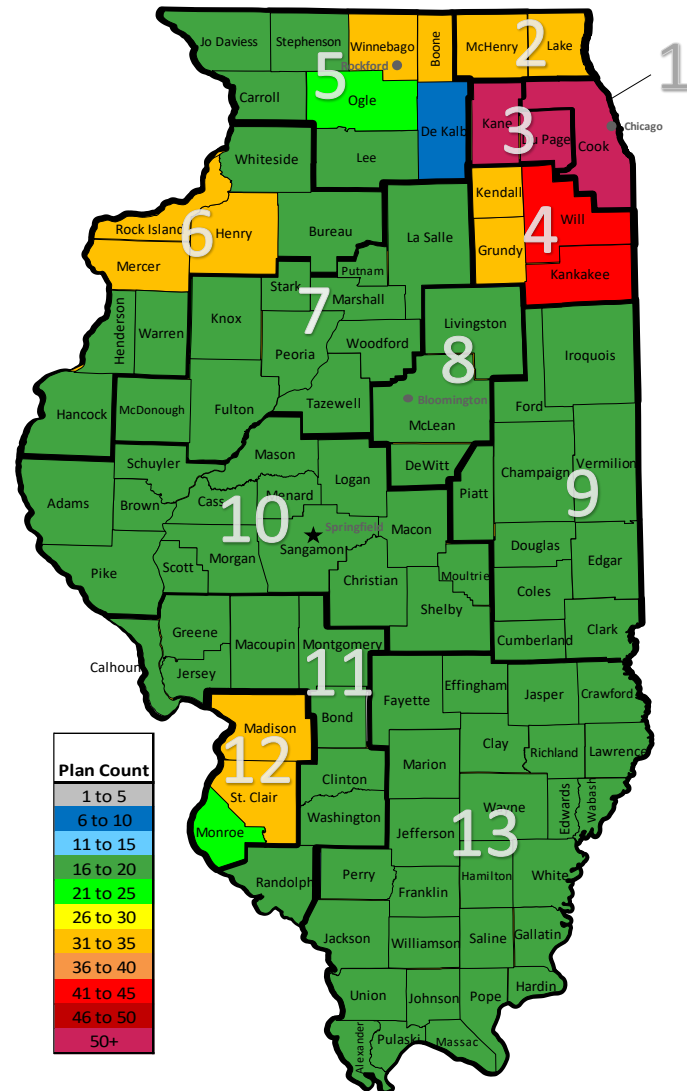 Jo Daviess
Stephenson
Winnebago
Boone
McHenry
Lake
2
1
Rockford
5
Carroll
Ogle
De Kalb
Kane
3
Du Page
Cook
Chicago
Whiteside
Lee
Kendall
Will
4
Rock Island
6
Henry
Bureau
La Salle
Grundy
Mercer
Putnam
Kankakee
Stark
7
Marshall
Henderson
Warren
Knox
Peoria
Woodford
Livingston
8
Iroquois
Hancock
McDonough
Fulton
Tazewell
Bloomington
McLean
Ford
Schuyler
Mason
Logan
DeWitt
Champaign
Vermilion
9
Adams
Brown
Cass
Menard
10
Piatt
Springfield
Macon
Sangamon
Douglas
Edgar
Pike
Scott
Morgan
Christian
Moultrie
Coles
Shelby
Greene
Macoupin
Montgomery
Cumberland
Clark
Calhoun
Jersey
11
Fayette
Effingham
Jasper
Crawford
Madison
Bond
12
Clay
Richland
Lawrence
Marion
St. Clair
Clinton
Wayne
Edwards
Wabash
Monroe
Washington
Jefferson
13
Randolph
Perry
Franklin
Hamilton
White
Jackson
Williamson
Saline
Gallatin
Union
Johnson
Pope
Hardin
Alexander
Pulaski
Massac
Plan Count
1 to 5
6 to 10
11 to 15
16 to 20
21 to 25
26 to 30
31 to 35
36 to 40
41 to 45
46 to 50
50+